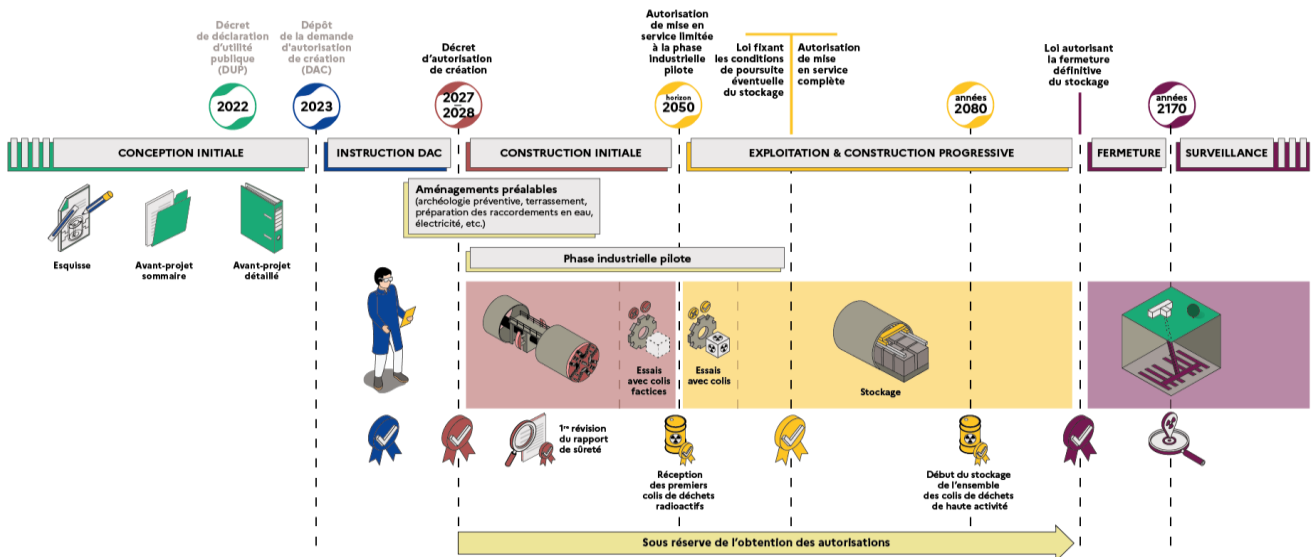 Décret
de déclaration
d'utilité
publique
(DUP)
Dépôt
de la demande
d'autorisation
de création
(DAC)
Décret
d'autorisation
de création
Autorisation
de mise en
service limitée
à la phase
industrielle
pilote
Loi fixant
les conditions
de poursuite
éventuelle
du stockage
Autorisation
de mise
en service
complète
Loi autorisant
la fermeture
définitive
du stockage
2022
2023
2027
2028
horizon
2050
années
2080
années
2170
CONCEPTION INITIALE
INSTRUCTION DAC
CONSTRUCTION INITIALE
EXPLOITATION & CONSTRUCTION PROGRESSIVE
FERMETURE
SURVEILLANCE
Aménagements préalables
(archéologie préventive, terrassement,
préparation des raccordements en eau,
électricité, etc.)
Esquisse
Avant-projet
sommaire
Avant-projet
détaillé
Phase industrielle pilote
Essais
avec colis
factices
Essais
avec colis
Stockage
1re révision
du rapport
de sûreté
Réception
des premiers
colis de déchets
radioactifs
Début du stockage
de l'ensemble
des colis de déchets
de haute activité
Sous réserve de l'obtention des autorisations